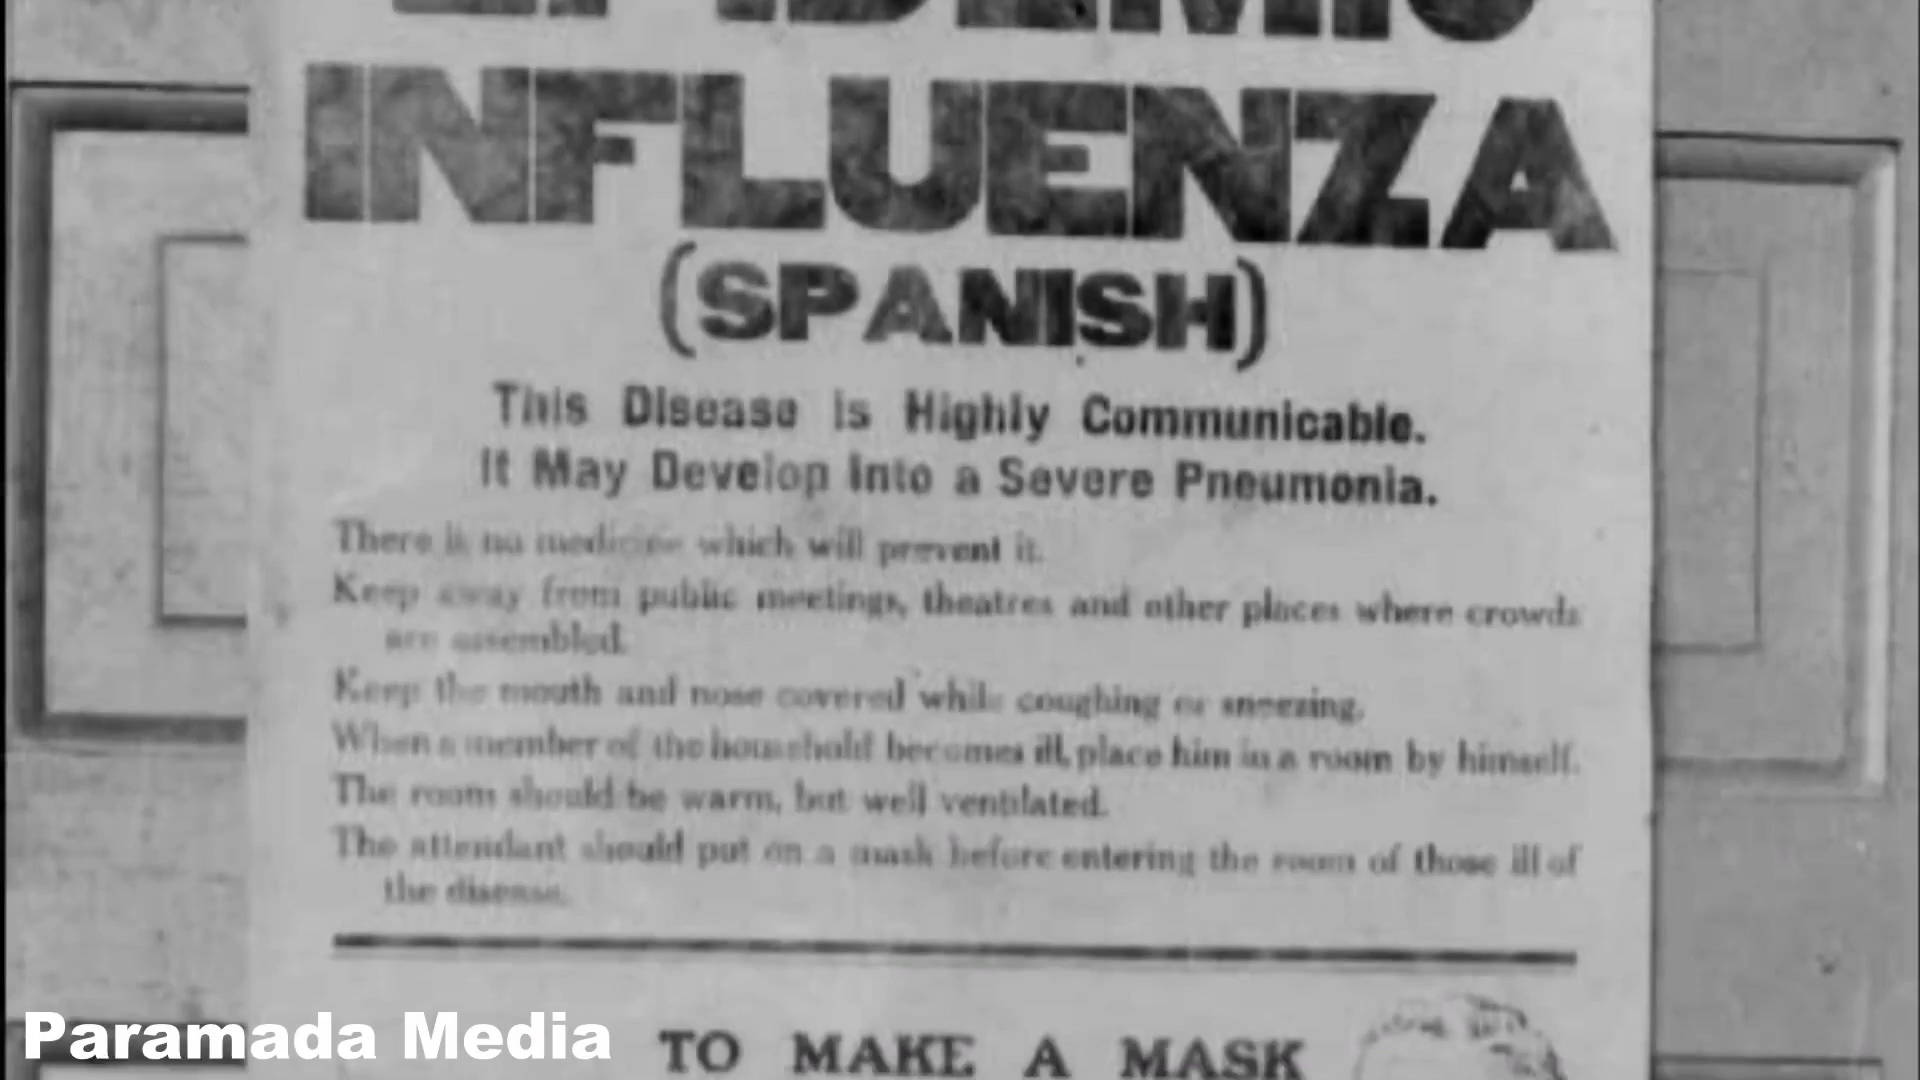 EPIDEMIC
INFLUENZA
(SPANISH)
This Disease is Highly Communicable.
It May Develop Into a Severe Pneumonia.
There is no medicine which will prevent it.
Keep away from public meetings, theatres and other places where crowds
are assembled.
Keep the mouth and nose covered while coughing or sneezing.
When a member of the household becomes ill, place him in a room by himself.
The room should be warm, but well ventilated.
The attendant should put on a mask before entering the room of those ill of
the disease.
TO MAKE A MASK
Paramada Media